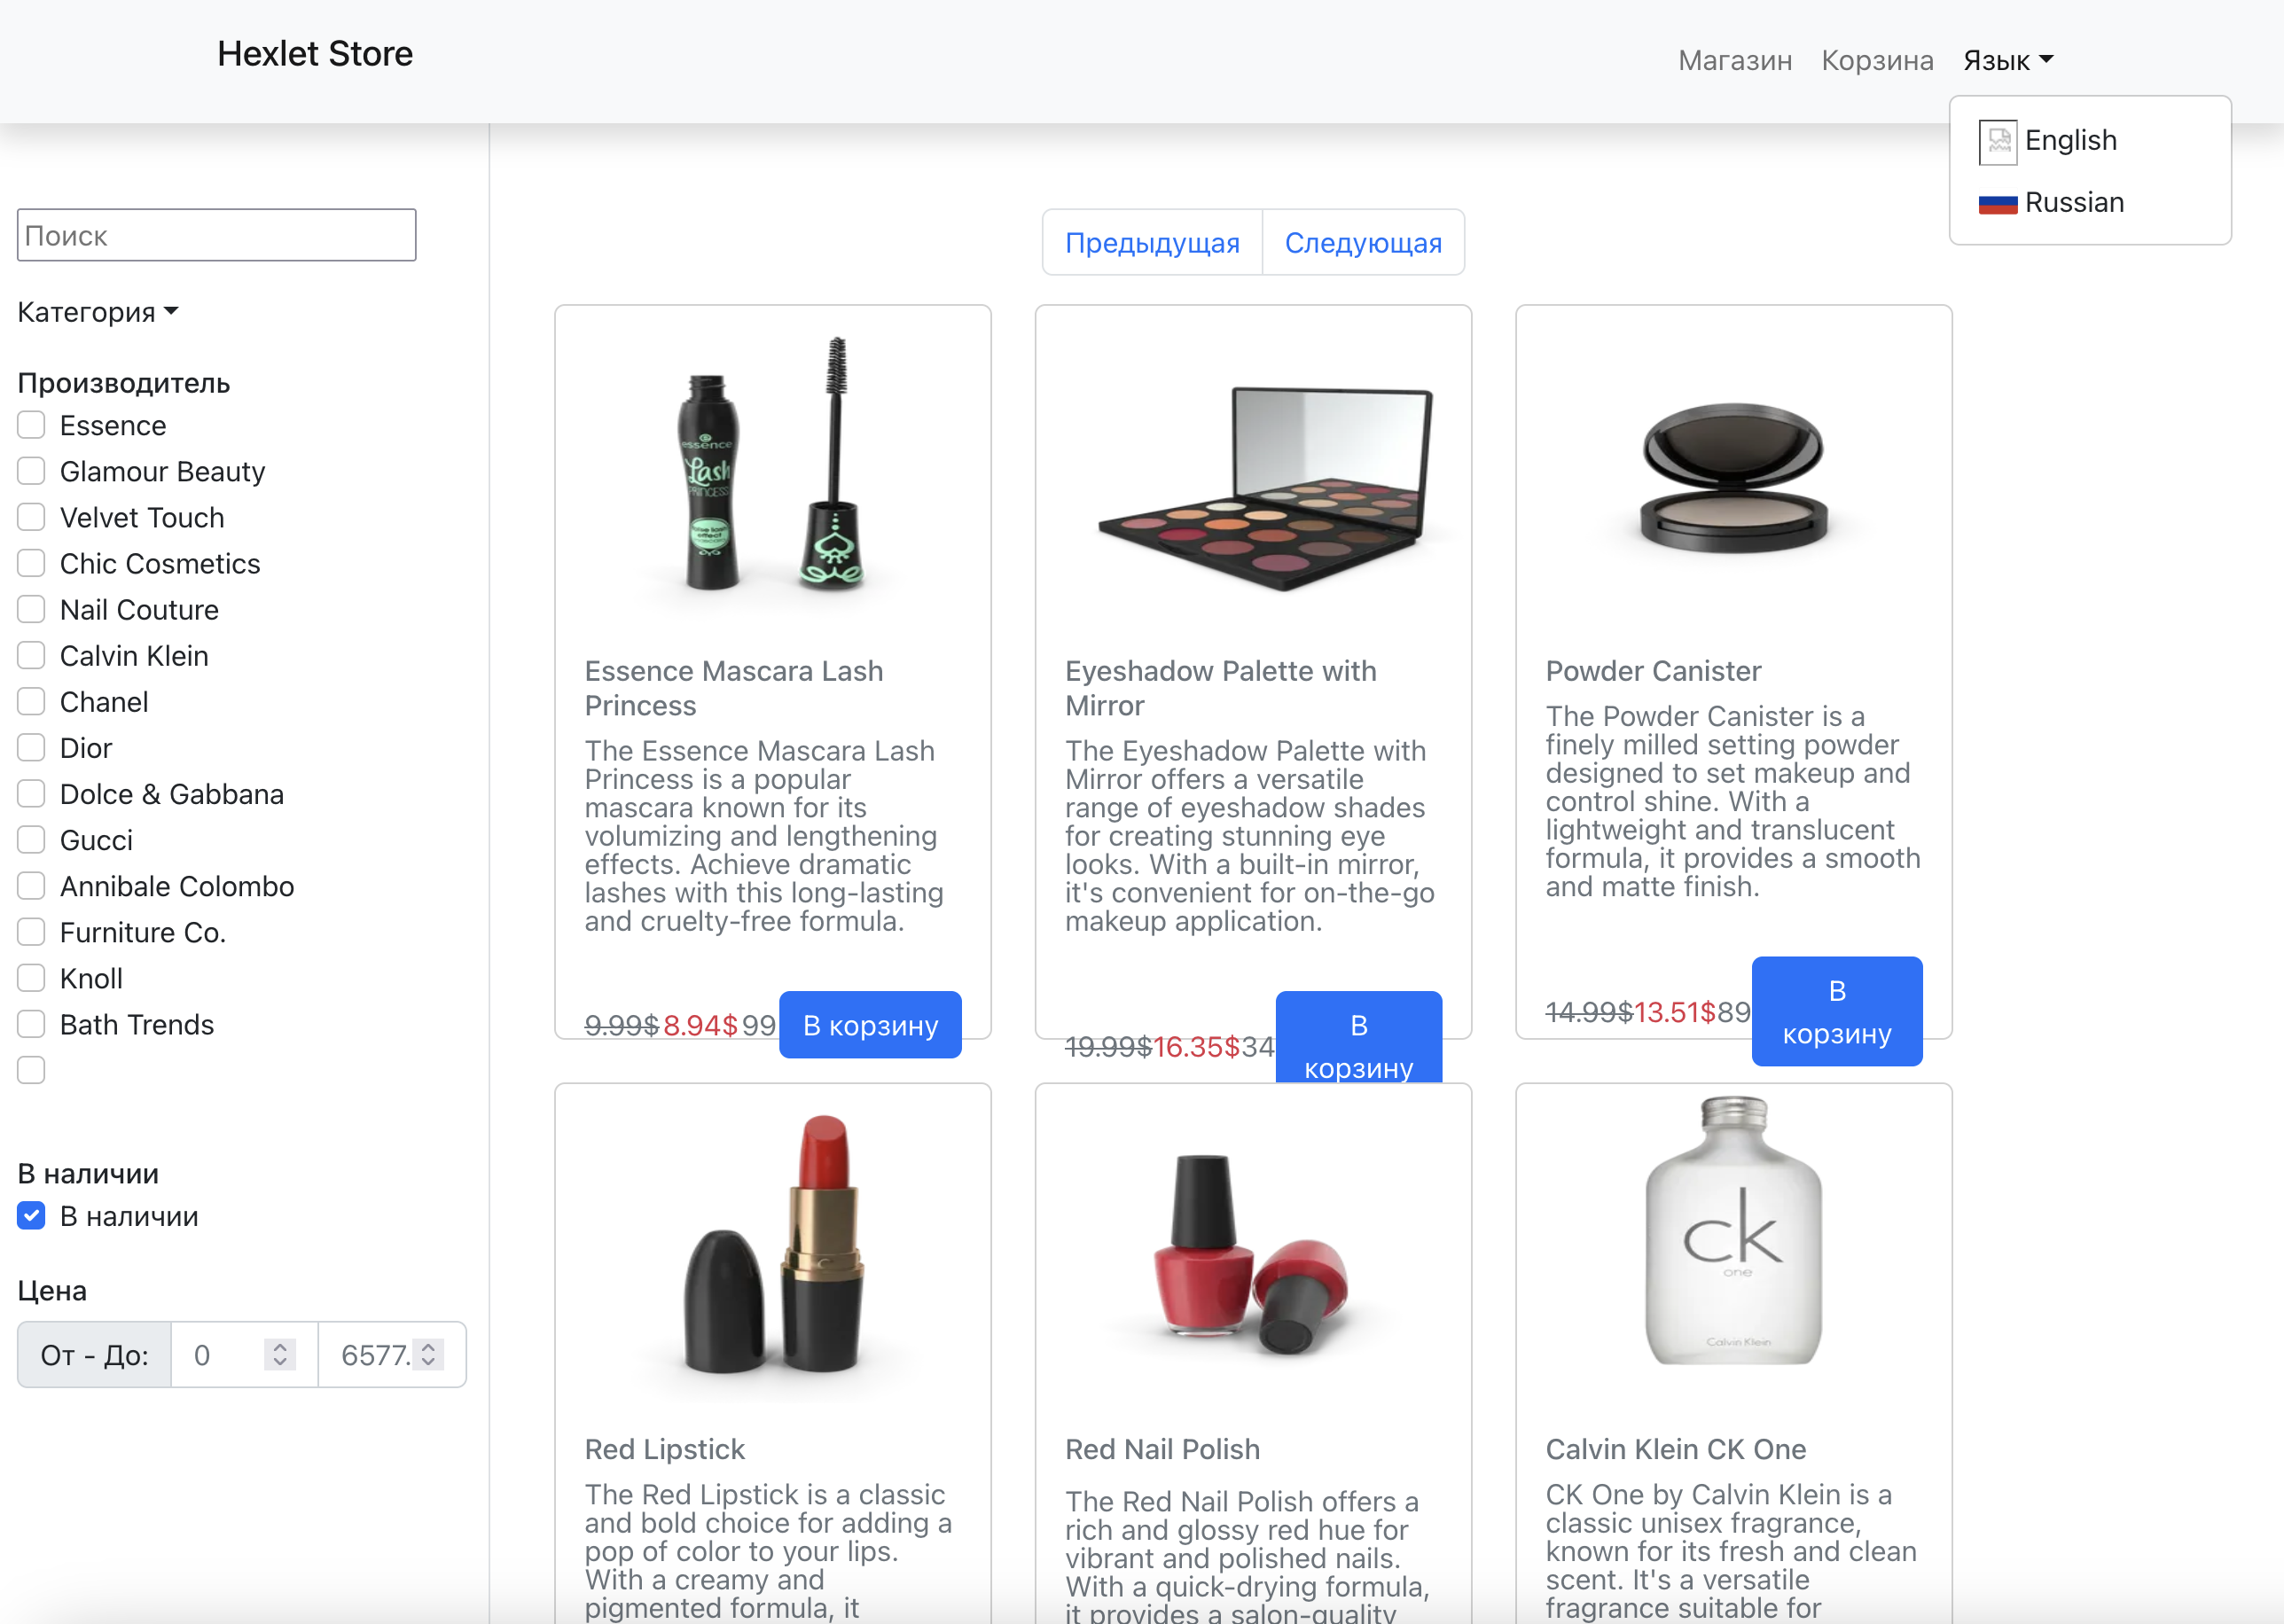 Hexlet Store
Магазин Корзина Язык
English
Russian
Поиск
Категория
Производитель
Essence
Glamour Beauty
Velvet Touch
Chic Cosmetics
Nail Couture
Calvin Klein
Chanel
Dior
Dolce & Gabbana
Gucci
Annibale Colombo
Furniture Co.
Knoll
Bath Trends
В наличии
В наличии
Цена
От - До: 0 6577.
Предыдущая Следующая
essence
Lash
PRINCESS
Essence Mascara Lash
Princess
The Essence Mascara Lash
Princess is a popular
mascara known for its
volumizing and lengthening
effects. Achieve dramatic
lashes with this long-lasting
and cruelty-free formula.
9.99$ 8.94$ 99 В корзину
Eyeshadow Palette with
Mirror
The Eyeshadow Palette with
Mirror offers a versatile
range of eyeshadow shades
for creating stunning eye
looks. With a built-in mirror,
it's convenient for on-the-go
makeup application.
19.99$16.35$34 В
корзину
Powder Canister
The Powder Canister is a
finely milled setting powder
designed to set makeup and
control shine. With a
lightweight and translucent
formula, it provides a smooth
and matte finish.
14.99$13.51$89 В
корзину
Red Lipstick
The Red Lipstick is a classic
and bold choice for adding a
pop of color to your lips.
With a creamy and
pigmented formula, it
Red Nail Polish
The Red Nail Polish offers a
rich and glossy red hue for
vibrant and polished nails.
With a quick-drying formula,
it provides a salon-quality
ck
one
Calvin Klein
Calvin Klein CK One
CK One by Calvin Klein is a
classic unisex fragrance,
known for its fresh and clean
scent. It's a versatile
fragrance suitable for